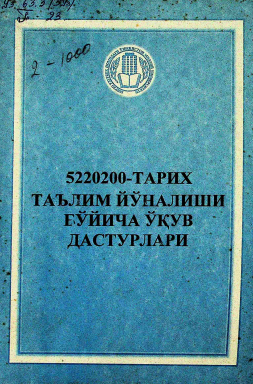 2-1000
5220200-ТАРИХ
ТАЪЛИМ ЙЎНАЛИШИ
БЎЙИЧА ЎҚУВ
ДАСТУРЛАРИ